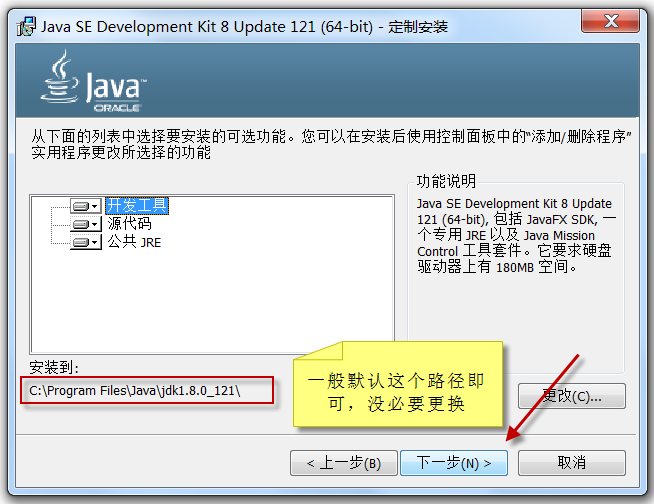 Java SE Development Kit 8 Update 121 (64-bit) - 定制安装
Java™
ORACLE
从下面的列表中选择要安装的可选功能。您可以在安装后使用控制面板中的“添加/删除程序”
实用程序更改所选择的功能
开发工具
源代码
公共 JRE
功能说明
Java SE Development Kit 8 Update
121 (64-bit), 包括 JavaFX SDK, 一
个专用 JRE 以及 Java Mission
Control 工具套件。它要求硬盘
驱动器上有 180MB 空间。
安装到:
C:\Program Files\Java\jdk1.8.0_121\
一般默认这个路径即
可，没必要更换
更改(C)...
< 上一步(B)
下一步(N) >
取消